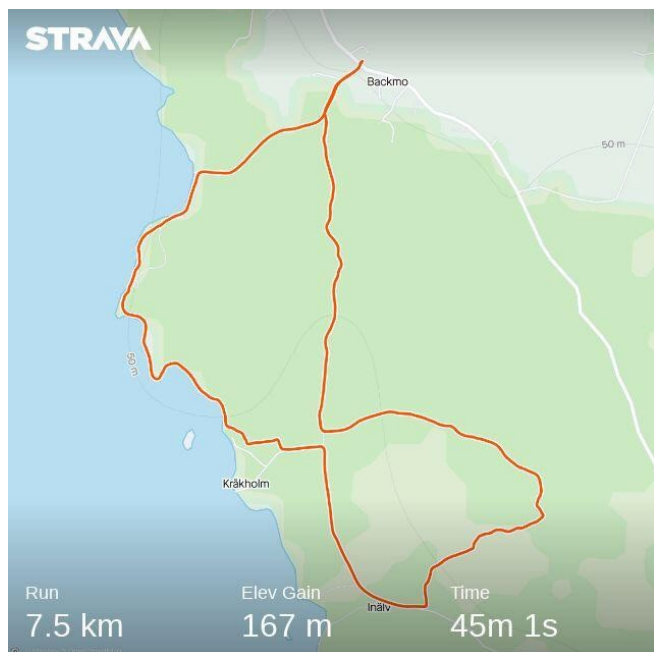 STRAVA
Backmo
50 m
50 m
Kråkholm
Inälv
Run
7.5 km
Elev Gain
167 m
Time
45m 1s